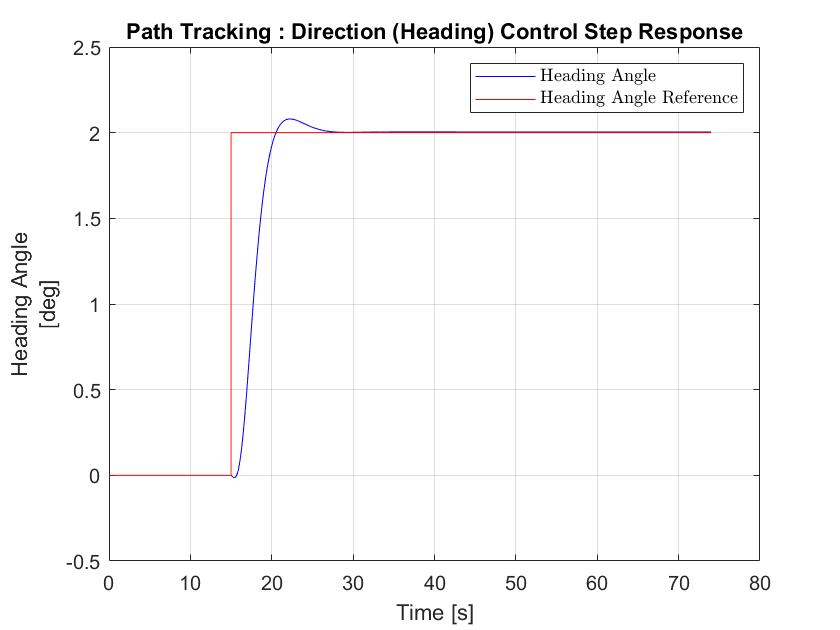 Path Tracking : Direction (Heading) Control Step Response
2.5
2
1.5
1
0.5
0
-0.5
Heading Angle
[deg]
Heading Angle
Heading Angle Reference
0 10 20 30 40 50 60 70 80
Time [s]